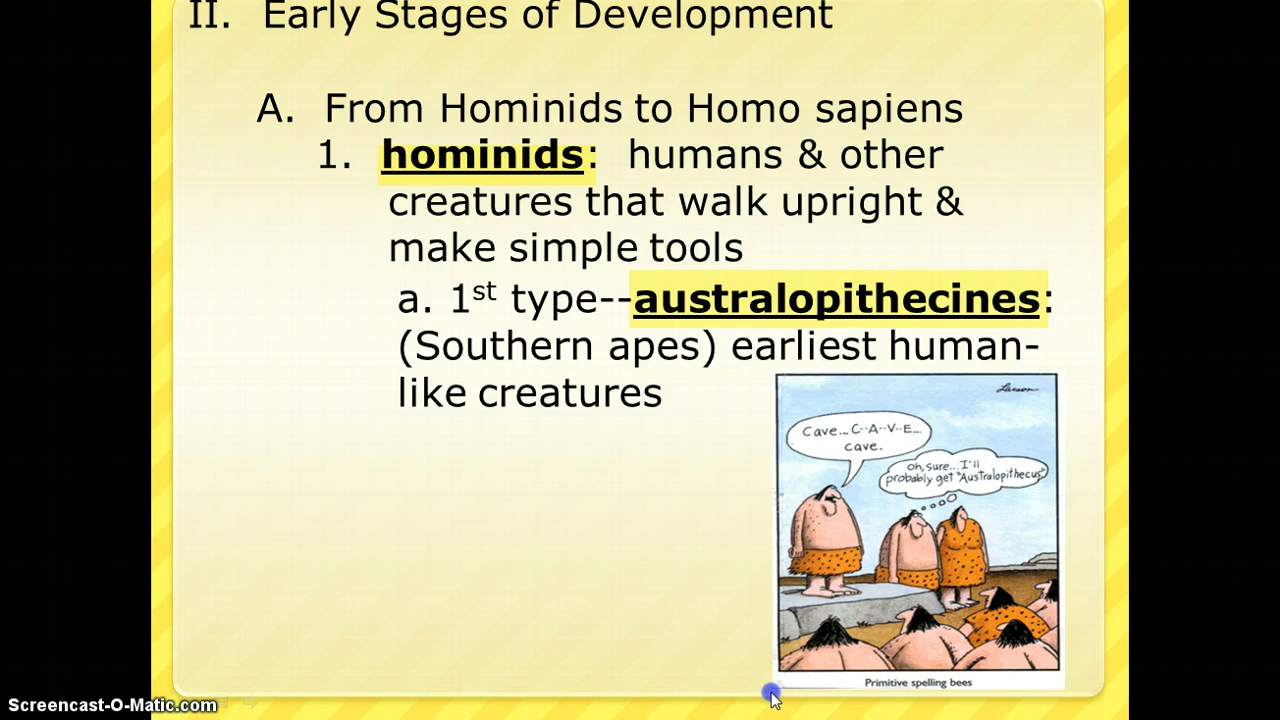 II. Early Stages of Development
A. From Hominids to Homo sapiens
1. hominids: humans & other
creatures that walk upright &
make simple tools
a. 1st type--australopithecines:
(Southern apes) earliest human-
like creatures
Larson
Cave... C--A--V--E...
cave.
oh, sure... I'll
probably get "Australopithecus"
Primitive spelling bees
Screencast-O-Matic.com